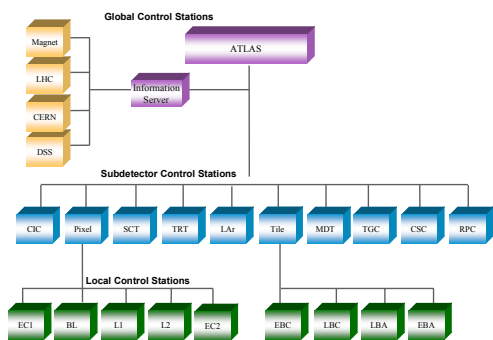 Global Control Stations
Magnet
ATLAS
LHC
Information
Server
CERN
DSS
Subdetector Control Stations
CIC Pixel SCT TRT LAr Tile MDT TGC CSC RPC
Local Control Stations
EC1 BL L1 L2 EC2 EBC LBC LBA EBA